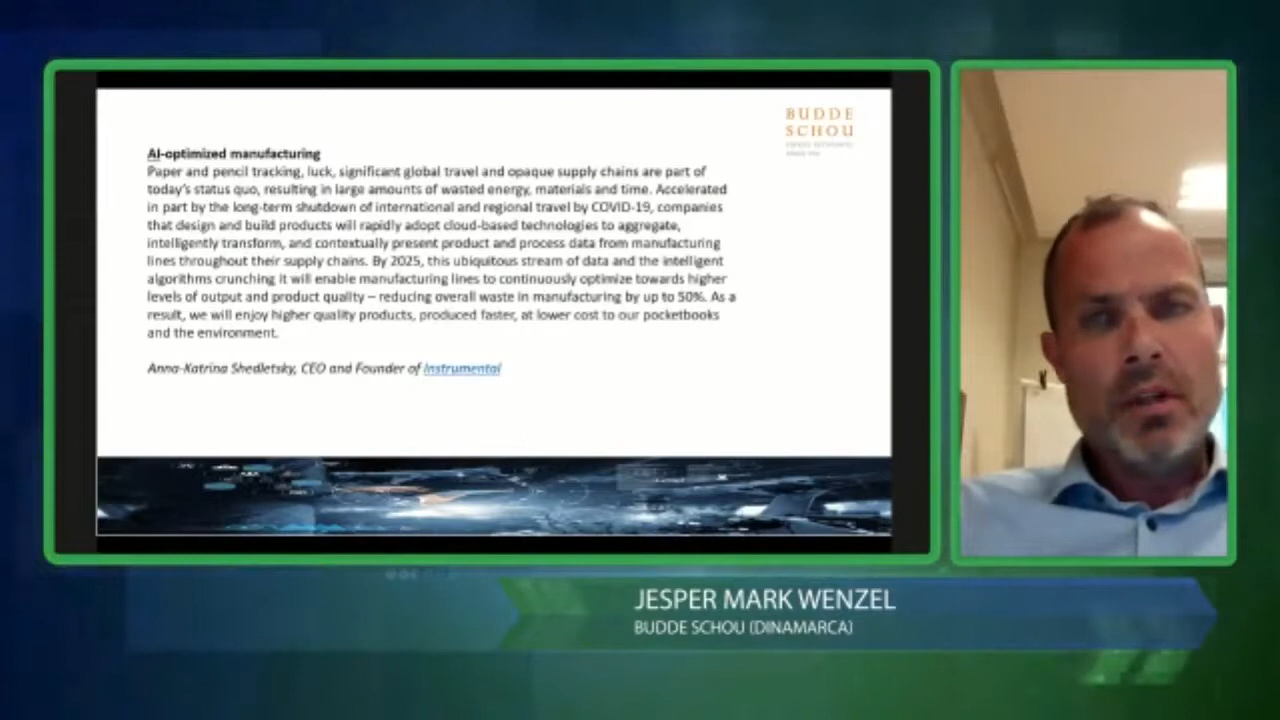 BUDDE
SCHOU
AI-optimized manufacturing
Paper and pencil tracking, luck, significant global travel and opaque supply chains are part of
today's status quo, resulting in large amounts of wasted energy, materials and time. Accelerated
in part by the long-term shutdown of international and regional travel by COVID-19, companies
that design and build products will rapidly adopt cloud-based technologies to aggregate,
intelligently transform, and contextually present product and process data from manufacturing
lines throughout their supply chains. By 2025, this ubiquitous stream of data and the intelligent
algorithms crunching it will enable manufacturing lines to continuously optimize towards higher
levels of output and product quality – reducing overall waste in manufacturing by up to 50%. As a
result, we will enjoy higher quality products, produced faster, at lower cost to our pocketbooks
and the environment.
Anna-Katrina Shedletsky, CEO and Founder of Instrumental
JESPER MARK WENZEL
BUDDE SCHOU (DINAMARCA)